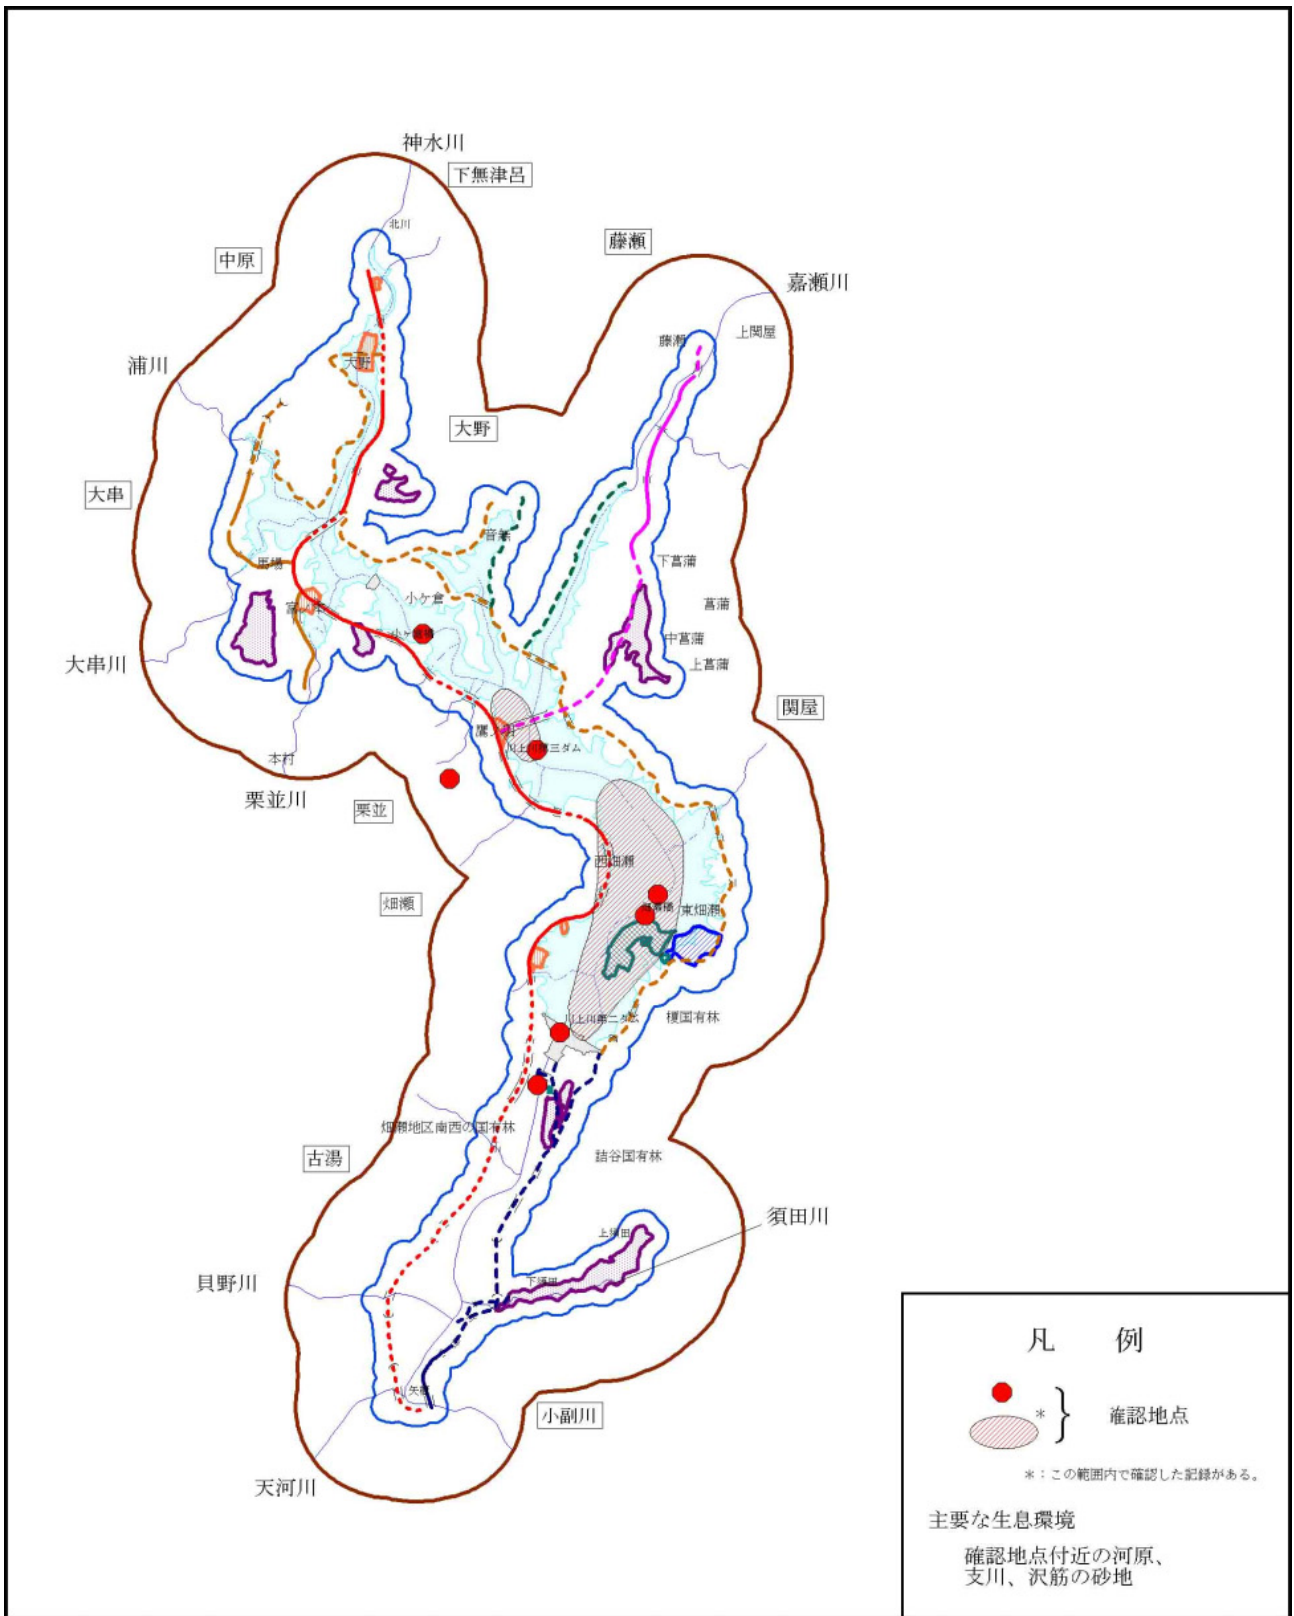 神水川
下無津呂
北川
藤瀬
中原
嘉瀬川
上関屋
藤瀬
浦川
大野
大野
大串
音無
下菖蒲
馬場
小ケ倉
菖蒲
中菖蒲
大串川
上菖蒲
関屋
川上川第三ダム
本村
栗並川
栗並
西畑瀬
畑瀬
東畑瀬
川上川第二ダム
榎国有林
畑瀬地区南西の国有林
古湯
詰谷国有林
須田川
上須田
貝野川
下須田
小副川
天河川
凡 例
*
確認地点
*：この範囲内で確認した記録がある。
主要な生息環境
確認地点付近の河原、
支川、沢筋の砂地